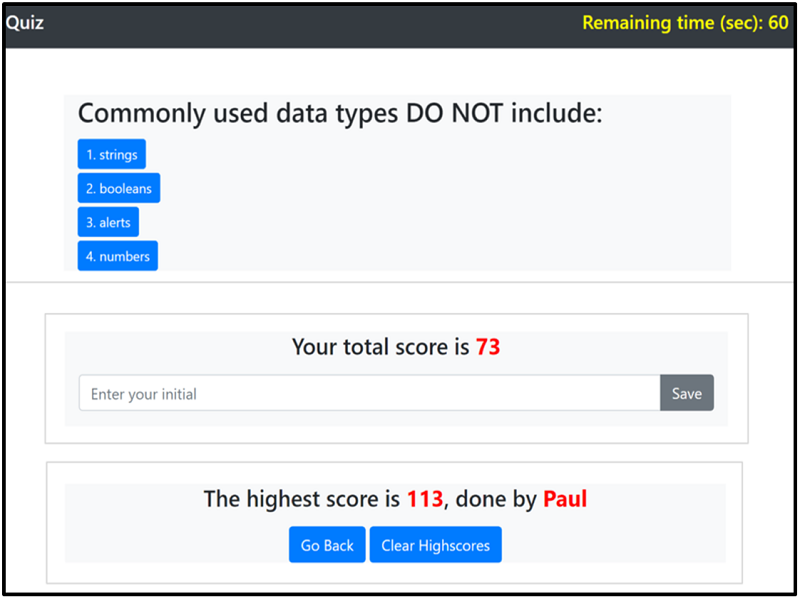 Quiz Remaining time (sec): 60
Commonly used data types DO NOT include:
1. strings
2. booleans
3. alerts
4. numbers
Your total score is 73
Enter your initial Save
The highest score is 113, done by Paul
Go Back Clear Highscores